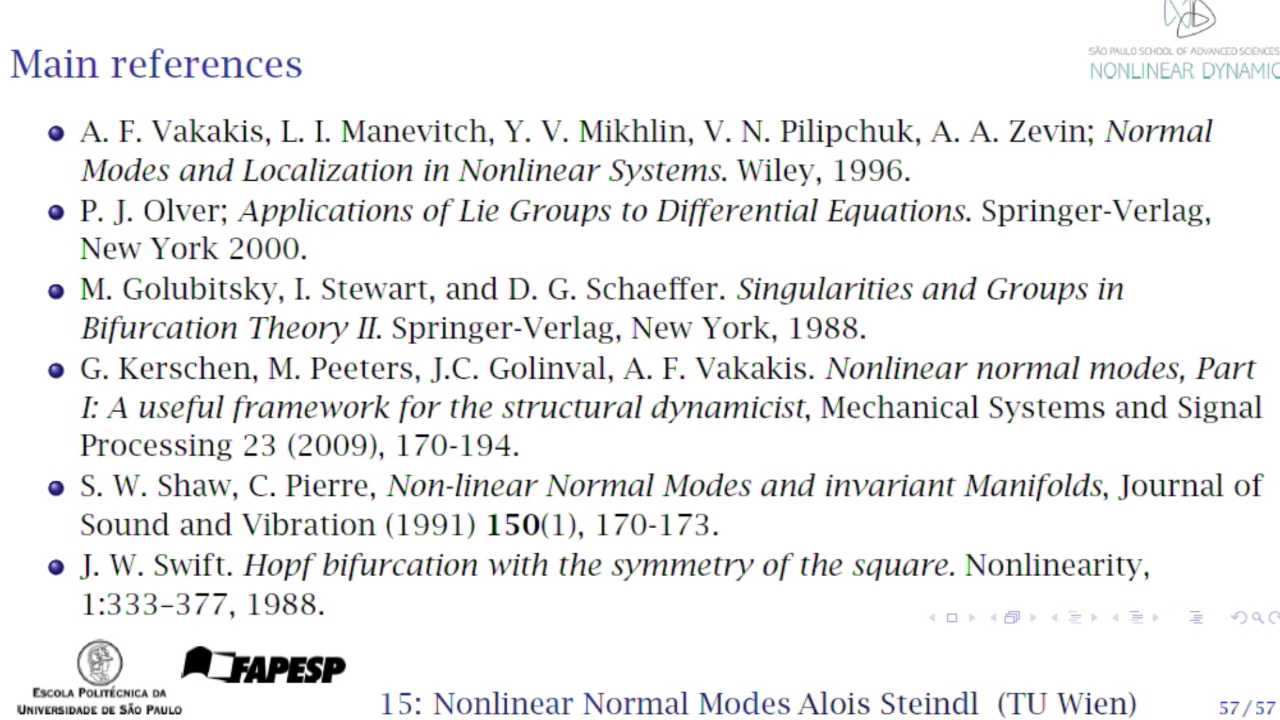 SÃO PAULO SCHOOL OF ADVANCED SCIENCES
NONLINEAR DYNAMIC
Main references
A. F. Vakakis, L. I. Manevitch, Y. V. Mikhlin, V. N. Pilipchuk, A. A. Zevin; Normal
Modes and Localization in Nonlinear Systems. Wiley, 1996.
P. J. Olver; Applications of Lie Groups to Differential Equations. Springer-Verlag,
New York 2000.
M. Golubitsky, I. Stewart, and D. G. Schaeffer. Singularities and Groups in
Bifurcation Theory II. Springer-Verlag, New York, 1988.
G. Kerschen, M. Peeters, J.C. Golinval, A. F. Vakakis. Nonlinear normal modes, Part
I: A useful framework for the structural dynamicist, Mechanical Systems and Signal
Processing 23 (2009), 170-194.
S. W. Shaw, C. Pierre, Non-linear Normal Modes and invariant Manifolds, Journal of
Sound and Vibration (1991) 150(1), 170-173.
J. W. Swift. Hopf bifurcation with the symmetry of the square. Nonlinearity,
1:333–377, 1988.
FAPESP
ESCOLA POLITÉCNICA DA
UNIVERSIDADE DE SÃO PAULO
15: Nonlinear Normal Modes Alois Steindl (TU Wien) 57/57